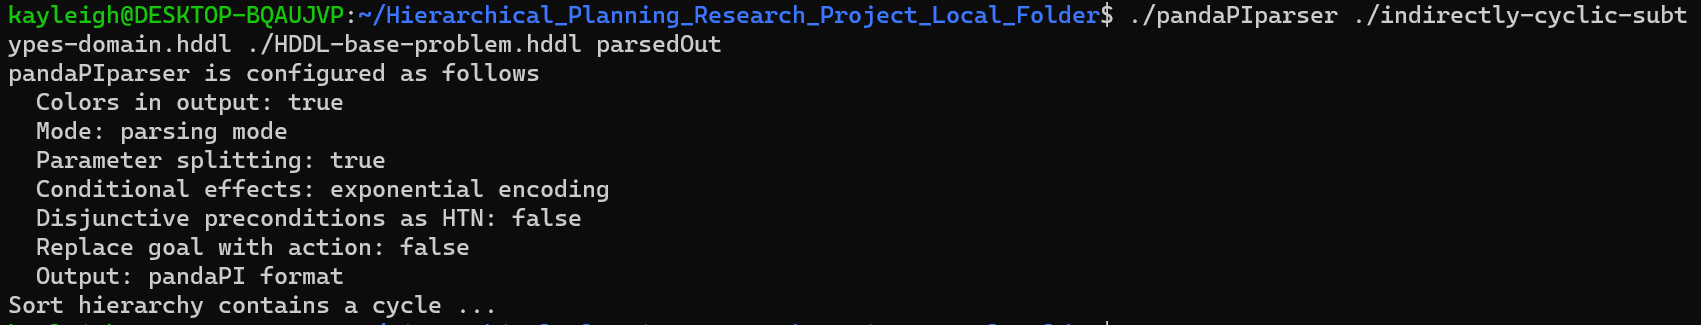 kayleigh@DESKTOP-BQAUJVP:~/Hierarchical_Planning_Research_Project_Local_Folder$ ./pandaPIparser ./indirectly-cyclic-subt
ypes-domain.hddl ./HDDL-base-problem.hddl parsedOut
pandaPIparser is configured as follows
  Colors in output: true
  Mode: parsing mode
  Parameter splitting: true
  Conditional effects: exponential encoding
  Disjunctive preconditions as HTN: false
  Replace goal with action: false
  Output: pandaPI format
Sort hierarchy contains a cycle ...